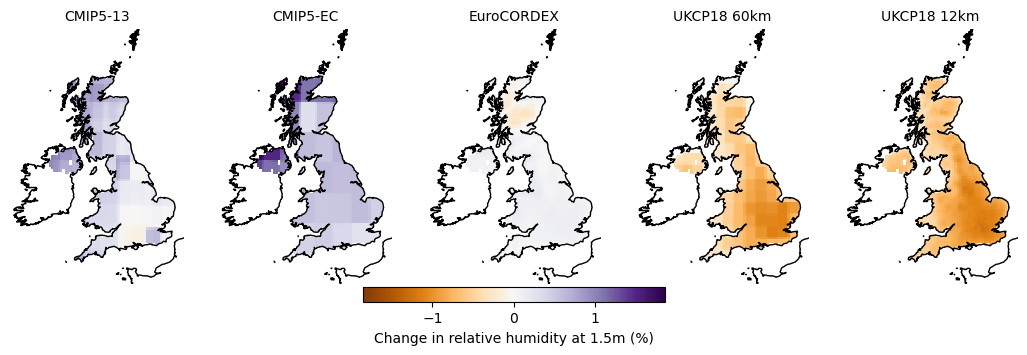 CMIP5-13 CMIP5-EC EuroCORDEX UKCP18 60km UKCP18 12km
−1 0 1
Change in relative humidity at 1.5m (%)